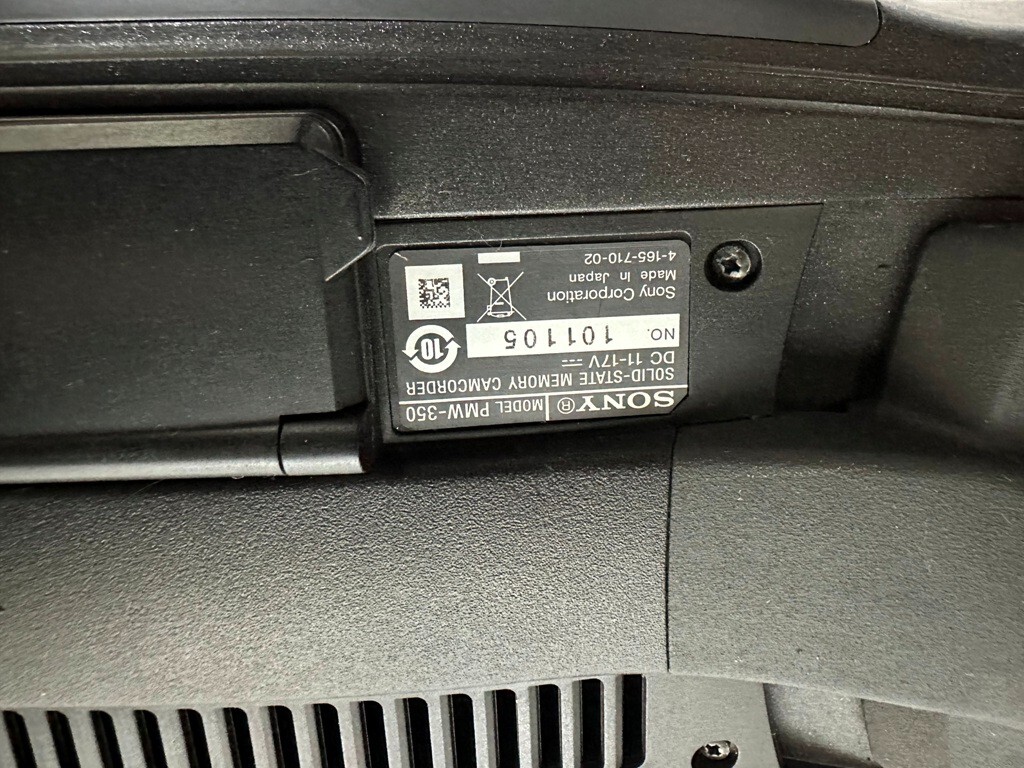 SONY® MODEL PMW-350
SOLID-STATE MEMORY CAMCORDER
DC 11-17V ⎓
NO. 101105
10
Sony Corporation
Made in Japan
4-165-710-02